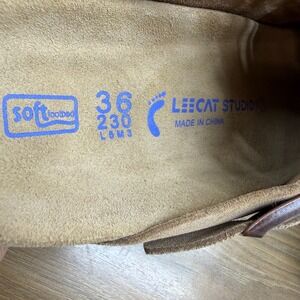 Soft footbed
36
230
L6M3
LEECAT STUDIO
MADE IN CHINA